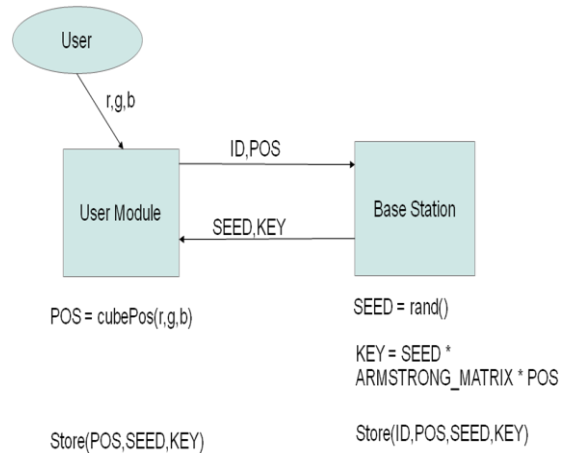 User
r,g,b
ID,POS
User Module
Base Station
SEED,KEY
POS = cubePos(r,g,b)
SEED = rand()
KEY = SEED *
ARMSTRONG_MATRIX * POS
Store(POS,SEED,KEY)
Store(ID,POS,SEED,KEY)